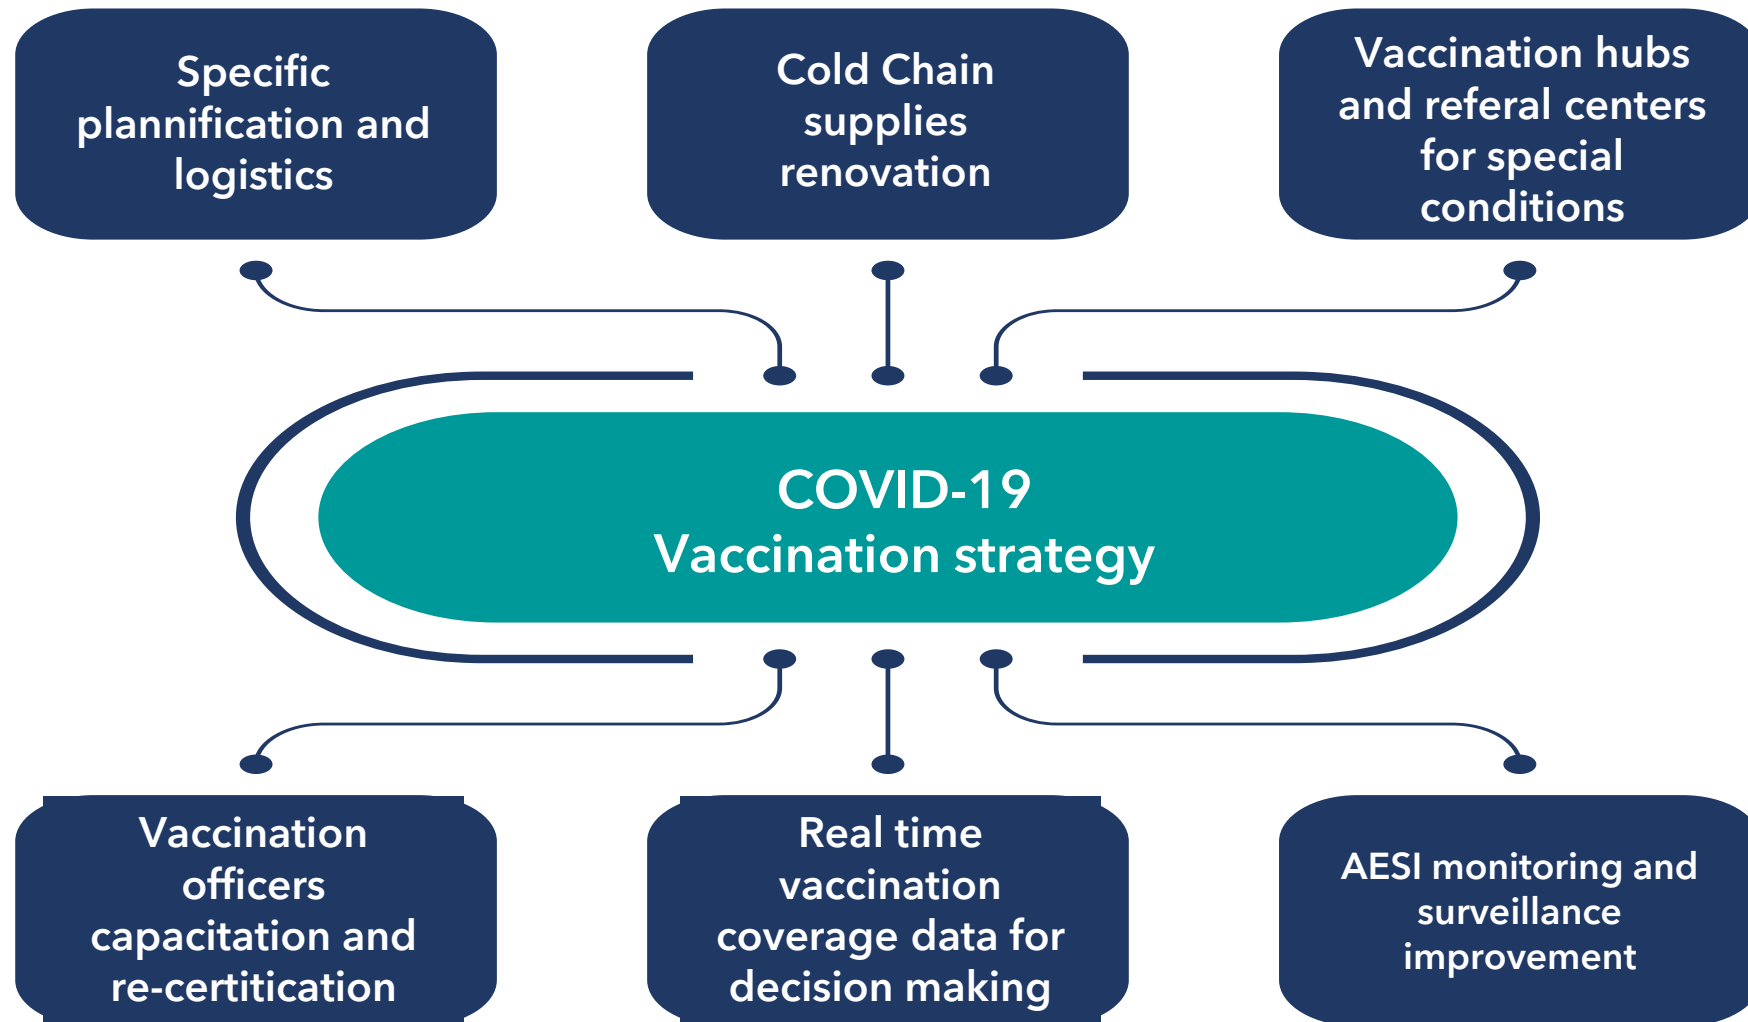 Specific
plannification and
logistics
Cold Chain
supplies
renovation
Vaccination hubs
and referal centers
for special
conditions
COVID-19
Vaccination strategy
Vaccination
officers
capacitation and
re-certitication
Real time
vaccination
coverage data for
decision making
AESI monitoring and
surveillance
improvement